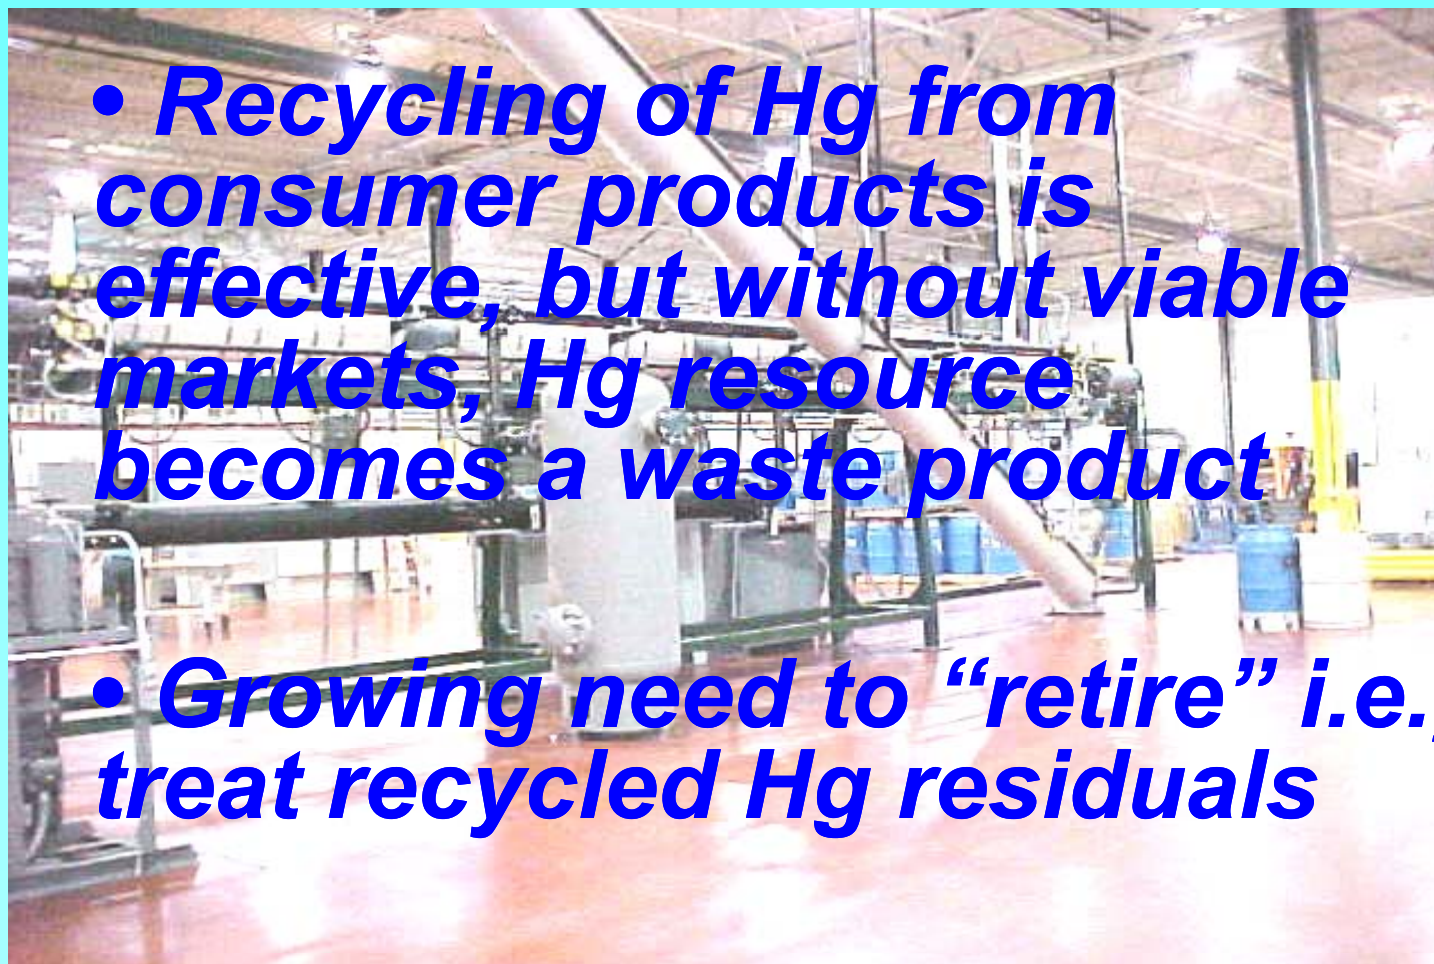 • Recycling of Hg from
consumer products is
effective, but without viable
markets, Hg resource
becomes a waste product
• Growing need to “retire” i.e.,
treat recycled Hg residuals